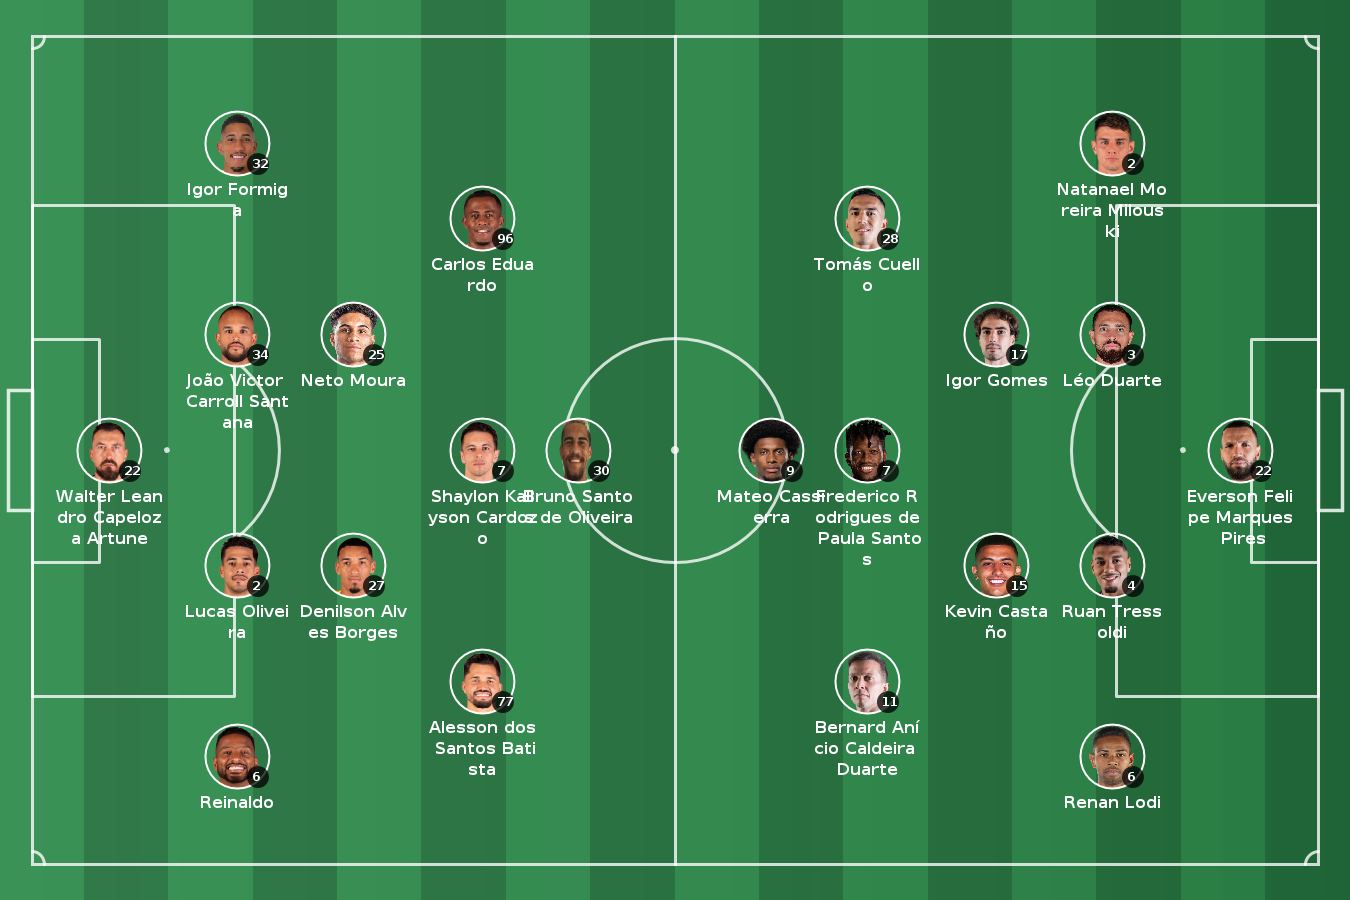 32
Igor Formig
a
96
Carlos Edua
rdo
34
João Victor
Carroll Sant
ana
25
Neto Moura
22
Walter Lean
dro Capeloz
a Artune
7
Shaylon Kall
yson Cardoz
o
30
Bruno Santo
s de Oliveira
2
Lucas Olivei
ra
27
Denilson Alv
es Borges
77
Alesson dos
Santos Bati
sta
6
Reinaldo
2
Natanael Mo
reira Milous
ki
28
Tomás Cuell
o
17
Igor Gomes
3
Léo Duarte
9
Mateo Cassi
erra
7
Frederico R
odrigues de
Paula Santo
s
22
Everson Feli
pe Marques
Pires
15
Kevin Casta
ño
4
Ruan Tress
oldi
11
Bernard Aní
cio Caldeira
Duarte
6
Renan Lodi